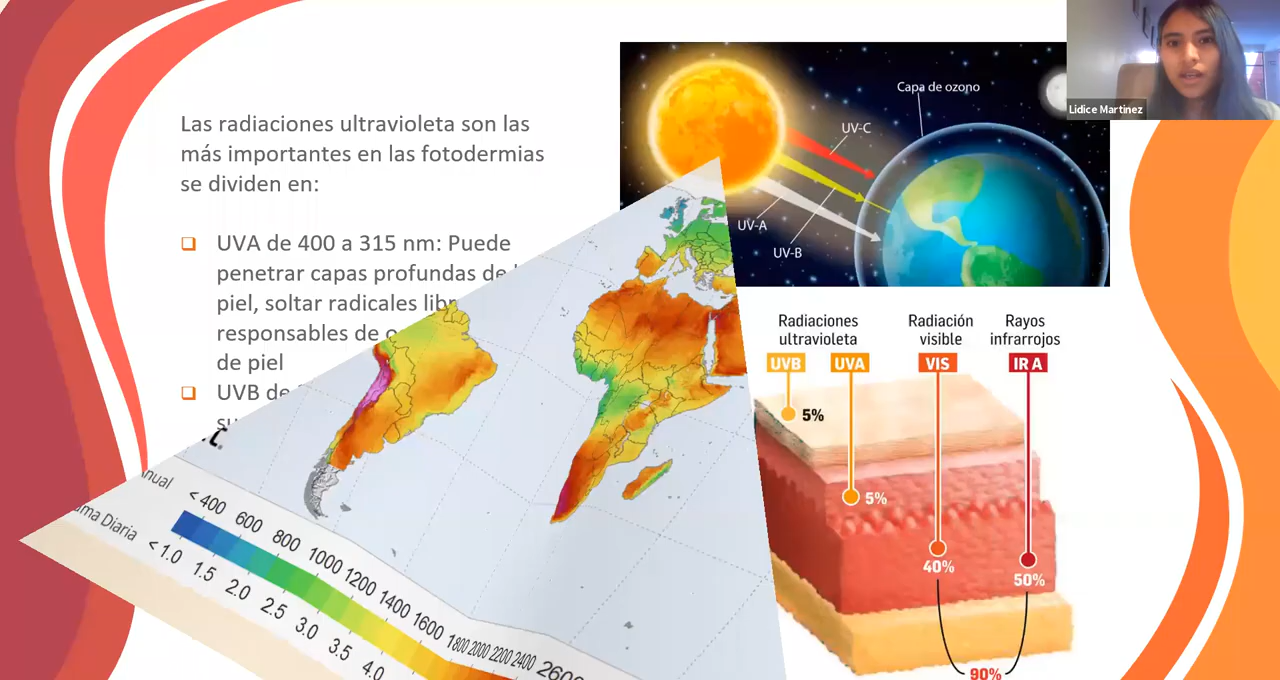 Las radiaciones ultravioleta son las
más importantes en las fotodermias
se dividen en:
UVA de 400 a 315 nm: Puede
penetrar capas profundas de
piel, soltar radicales
responsables de
de piel
UVB de
Capa de ozono
UV-C
UV-A
UV-B
Lidice Martinez
Radiaciones
ultravioleta
Radiación
visible
Rayos
infrarrojos
UVB
UVA
VIS
IR A
5%
5%
40%
50%
90%
< 400 600 800 1000 1200 1400 1600 1800 2000 2200 2400 2600
Diaria
< 1.0 1.5 2.0 2.5 3.0 3.5 4.0